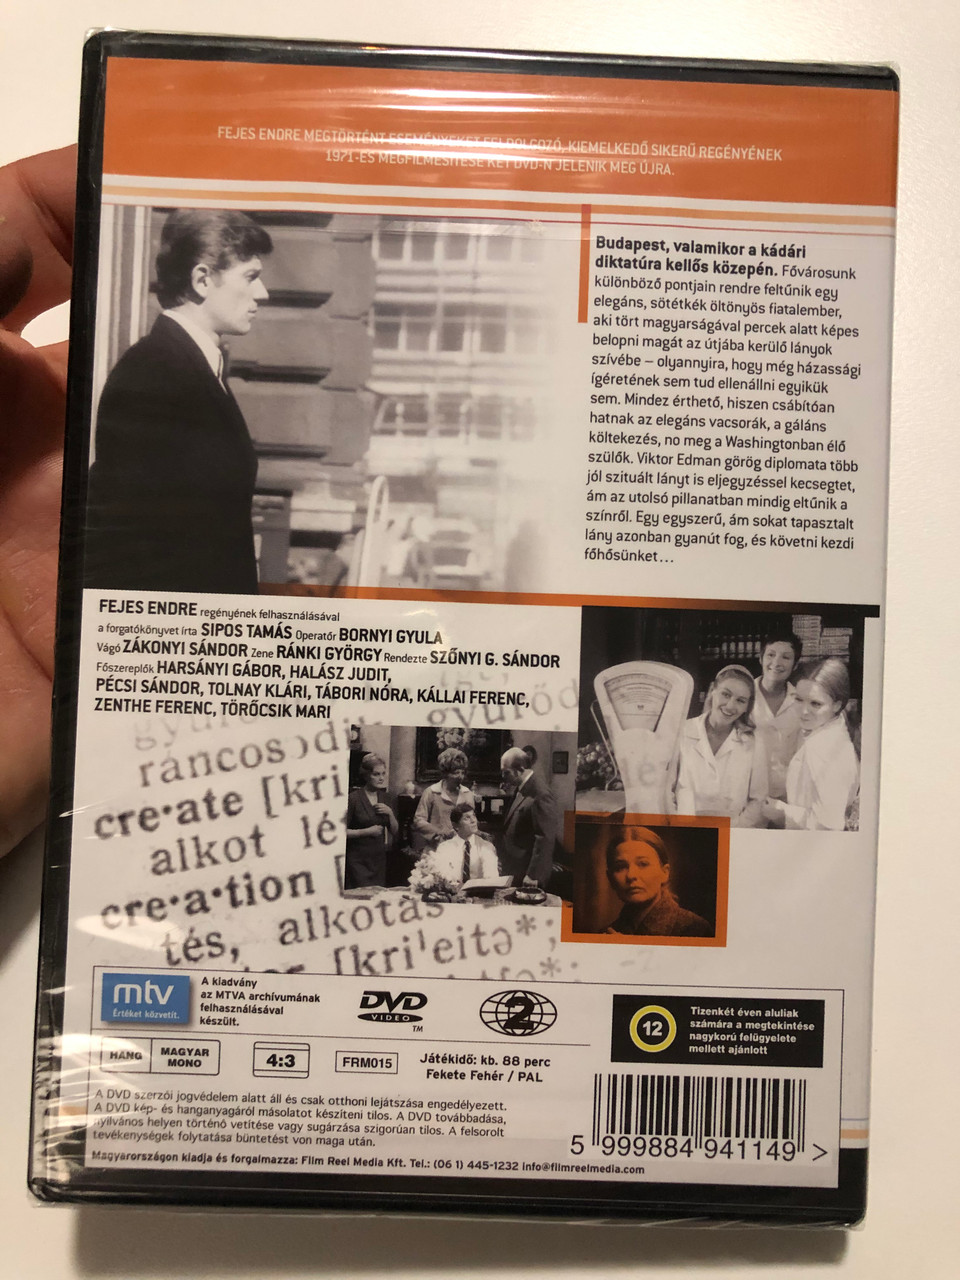 FEJES ENDRE MEGTÖRTÉNT ESEMÉNYEKET FELDOLGOZÓ, KIEMELKEDŐ SIKERŰ REGÉNYÉNEK
1971-ES MEGFILMESÍTÉSE KÉT DVD-N JELENIK MEG ÚJRA.
Budapest, valamikor a kádári
diktatúra kellős közepén. Fővárosunk
különböző pontjain rendre feltűnik egy
elegáns, sötétkék öltönyös fiatalember,
aki tört magyarságával percek alatt képes
belopni magát az útjába kerülő lányok
szívébe – olyannyira, hogy még házassági
ígéretének sem tud ellenállni egyikük
sem. Mindez érthető, hiszen csábítóan
hatnak az elegáns vacsorák, a gáláns
költekezés, no meg a Washingtonban élő
szülők. Viktor Edman görög diplomata több
jól szituált lányt is eljegyzéssel kecsegtet,
ám az utolsó pillanatban mindig eltűnik a
színről. Egy egyszerű, ám sokat tapasztalt
lány azonban gyanút fog, és követni kezdi
főhősünket...
FEJES ENDRE regényének felhasználásával
a forgatókönyvet írta SIPOS TAMÁS Operatőr BORNYI GYULA
Vágó ZÁKONYI SÁNDOR Zene RÁNKI GYÖRGY Rendezte SZŐNYI G. SÁNDOR
Főszereplők HARSÁNYI GÁBOR, HALÁSZ JUDIT,
PÉCSI SÁNDOR, TOLNAY KLÁRI, TÁBORI NÓRA, KÁLLAI FERENC,
ZENTHE FERENC, TÖRŐCSIK MARI
ráncos
cre•ate [kri
alkot lé
cre•a•tion [
tés, alkotás
[kri'eitə*;
mtv
Értéket közvetít.
A kiadvány
az MTVA archívumának
felhasználásával
készült.
DVD
VIDEO
TM
2
12
Tizenkét éven aluliak
számára a megtekintése
nagykorú felügyelete
mellett ajánlott
HANG
MAGYAR
MONO
4:3
FRM015
Játékidő: kb. 88 perc
Fekete Fehér / PAL
A DVD szerzői jogvédelem alatt áll és csak otthoni lejátszása engedélyezett.
A DVD kép- és hanganyagáról másolatot készíteni tilos. A DVD továbbadása,
nyilvános helyen történő vetítése vagy sugárzása szigorúan tilos. A felsorolt
tevékenységek folytatása büntetést von maga után.
Magyarországon kiadja és forgalmazza: Film Reel Media Kft. Tel.: (06 1) 445-1232 info@filmreelmedia.com
5 999884 941149 >